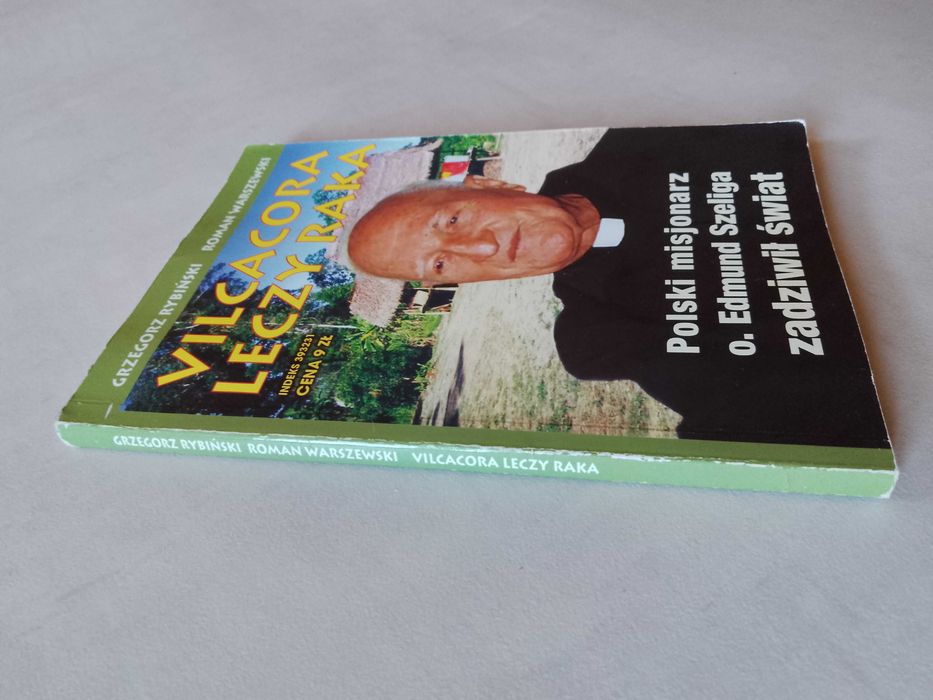 GRZEGORZ RYBIŃSKI ROMAN WARSZEWSKI
VILCACORA
LECZY RAKA
INDEKS 393231
CENA 9 ZŁ
Polski misjonarz
o. Edmund Szeliga
zadziwił świat
GRZEGORZ RYBIŃSKI ROMAN WARSZEWSKI VILCACORA LECZY RAKA